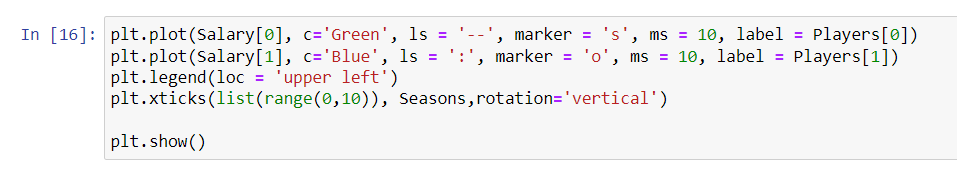 In [16]: plt.plot(Salary[0], c='Green', ls = '--', marker = 's', ms = 10, label = Players[0])
plt.plot(Salary[1], c='Blue', ls = ':', marker = 'o', ms = 10, label = Players[1])
plt.legend(loc = 'upper left')
plt.xticks(list(range(0,10)), Seasons,rotation='vertical')
plt.show()